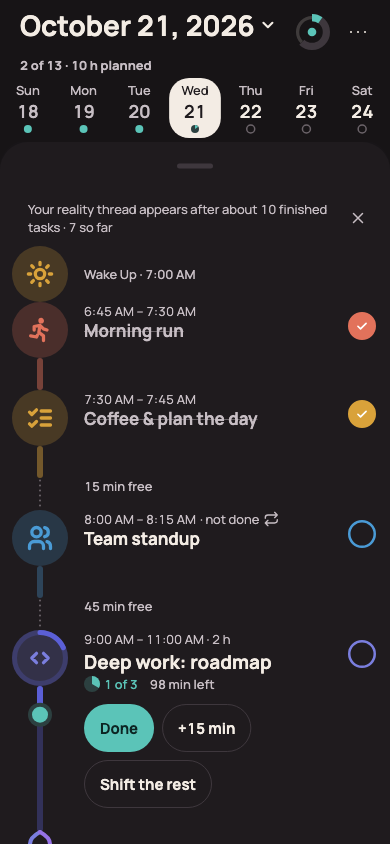 October 21, 2026
2 of 13 · 10 h planned
Sun Mon Tue Wed Thu Fri Sat
18 19 20 21 22 23 24
Your reality thread appears after about 10 finished
tasks · 7 so far
Wake Up · 7:00 AM
6:45 AM – 7:30 AM
Morning run
7:30 AM – 7:45 AM
Coffee & plan the day
15 min free
8:00 AM – 8:15 AM · not done
Team standup
45 min free
9:00 AM – 11:00 AM · 2 h
Deep work: roadmap
1 of 3 98 min left
Done +15 min
Shift the rest